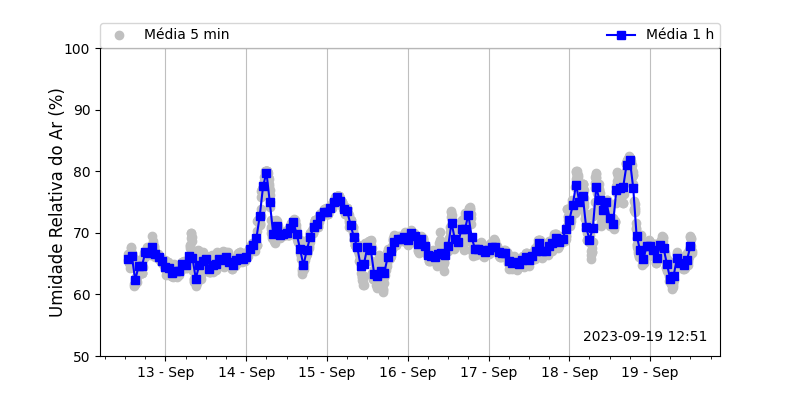 Média 5 min
Média 1 h
Umidade Relativa do Ar (%)
100
90
80
70
60
50
2023-09-19 12:51
13 - Sep
14 - Sep
15 - Sep
16 - Sep
17 - Sep
18 - Sep
19 - Sep